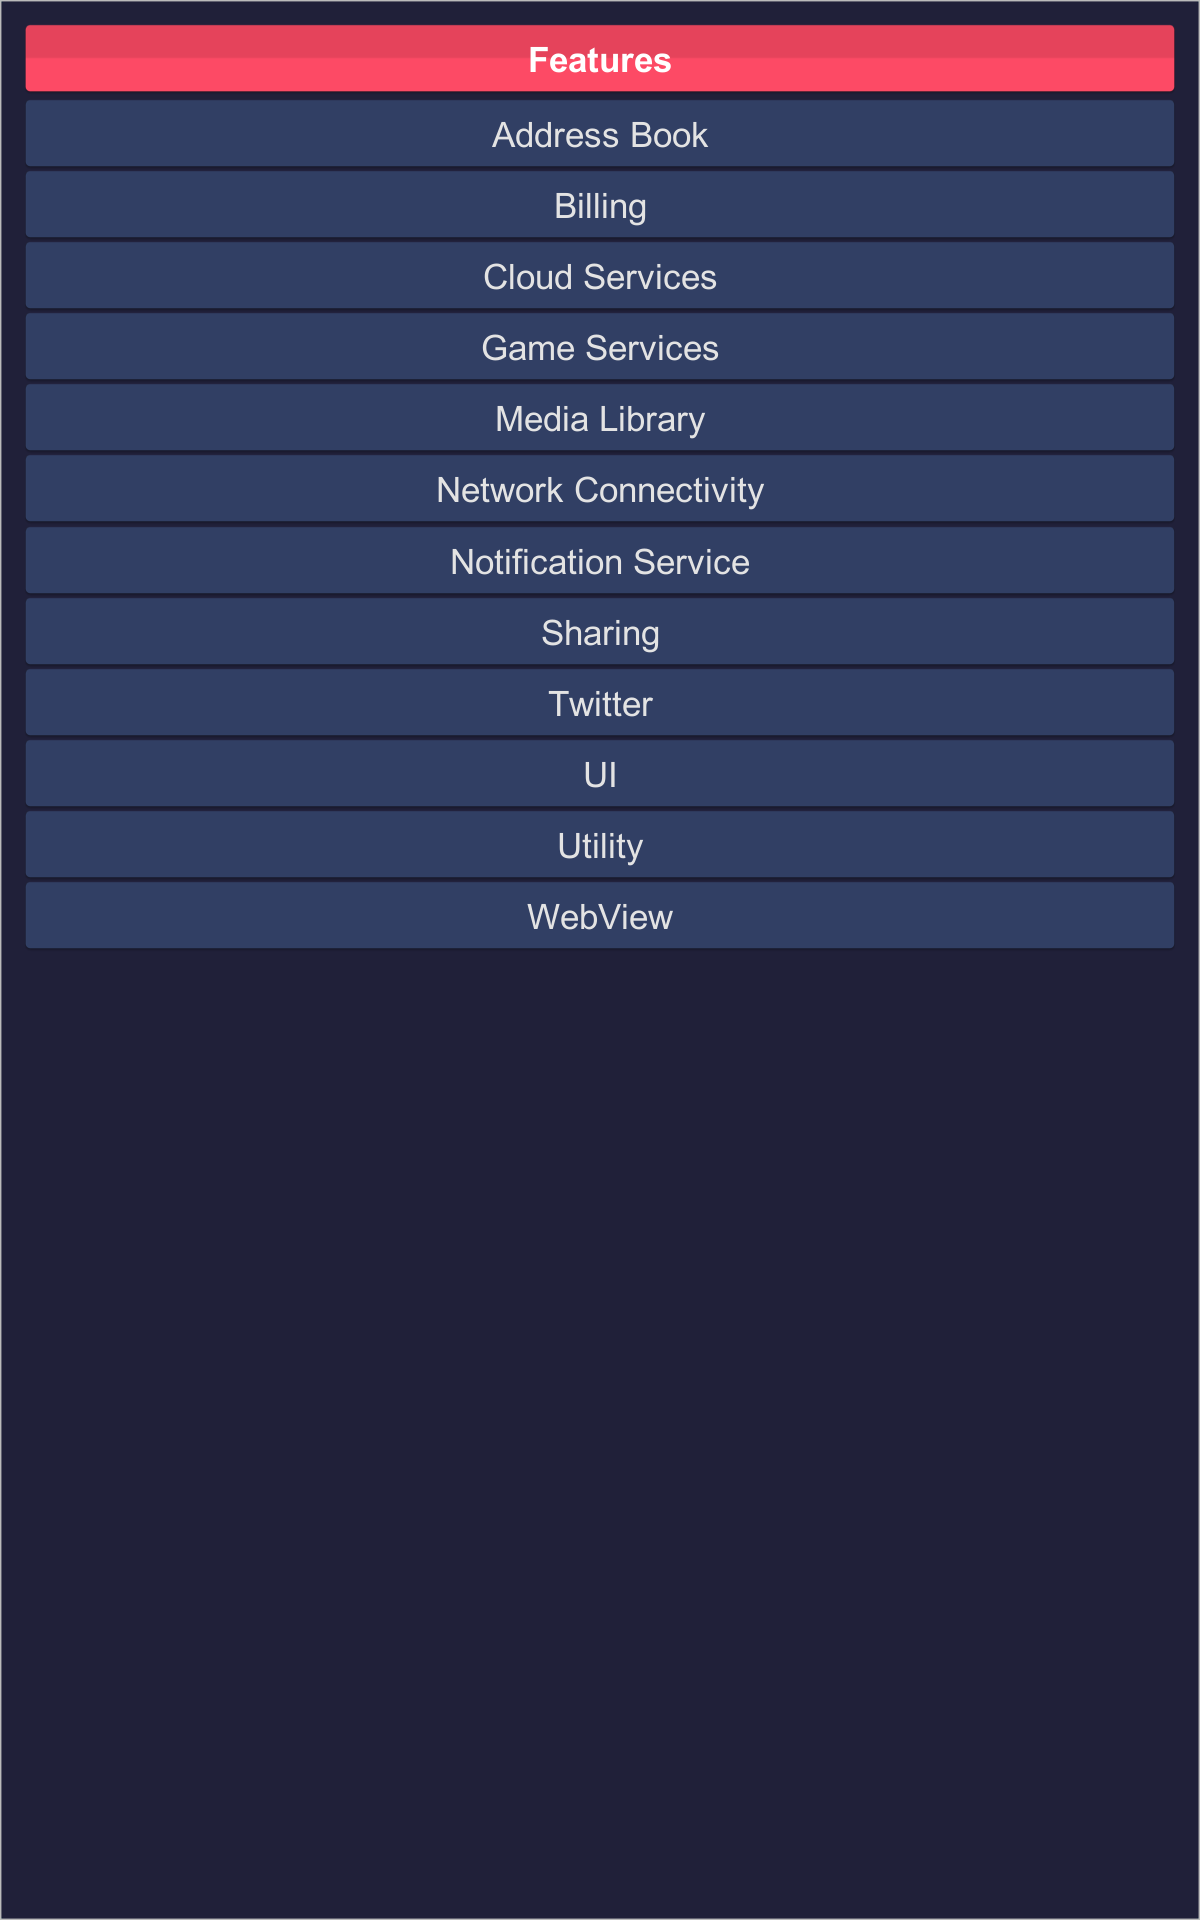 Features
Address Book
Billing
Cloud Services
Game Services
Media Library
Network Connectivity
Notification Service
Sharing
Twitter
UI
Utility
WebView